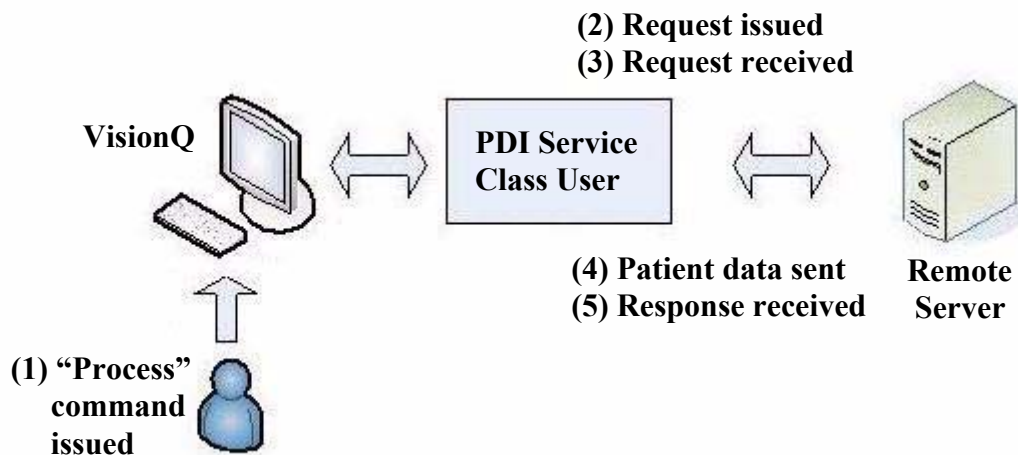 (2) Request issued
(3) Request received
VisionQ
PDI Service
Class User
(4) Patient data sent
(5) Response received
Remote
Server
(1) “Process”
command
issued